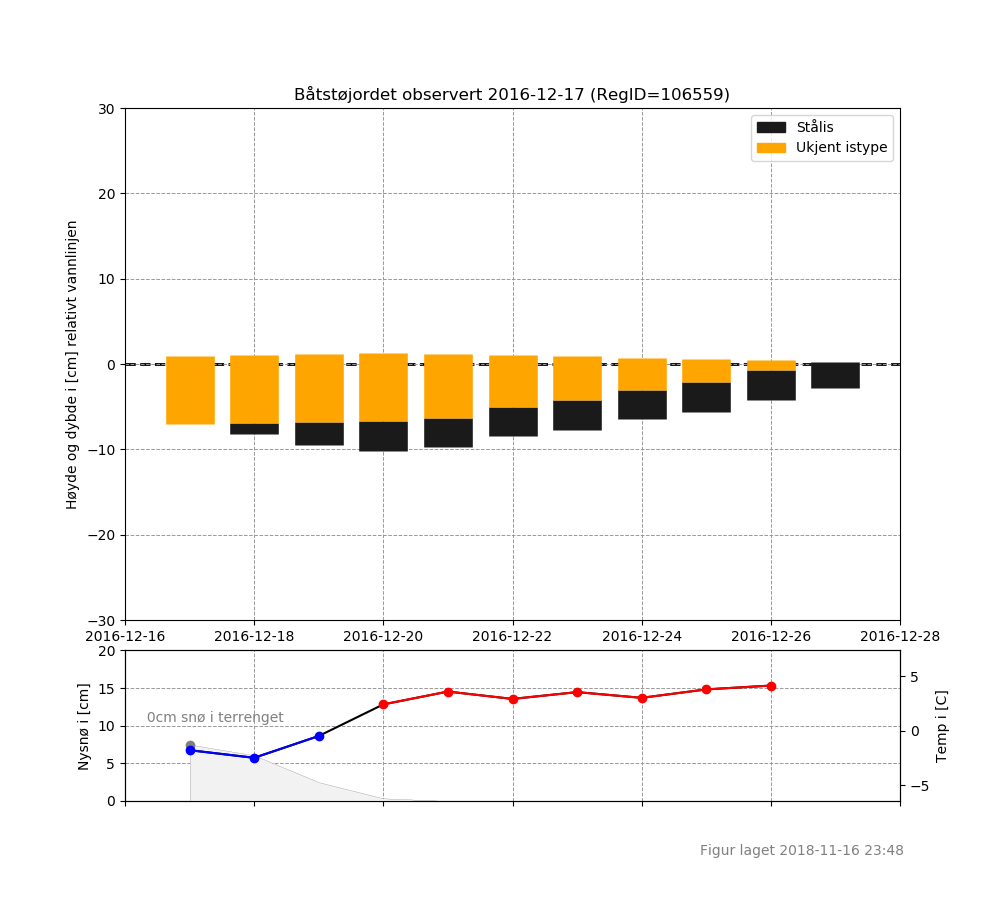 Båtstøjordet observert 2016-12-17 (RegID=106559)
Høyde og dybde i [cm] relativt vannlinjen
30
20
10
0
−10
−20
−30
Stålis
Ukjent istype
2016-12-16 2016-12-18 2016-12-20 2016-12-22 2016-12-24 2016-12-26 2016-12-28
Nysnø i [cm]
20
15
10
5
0
0cm snø i terrenget
5
0
−5
Temp i [C]
Figur laget 2018-11-16 23:48